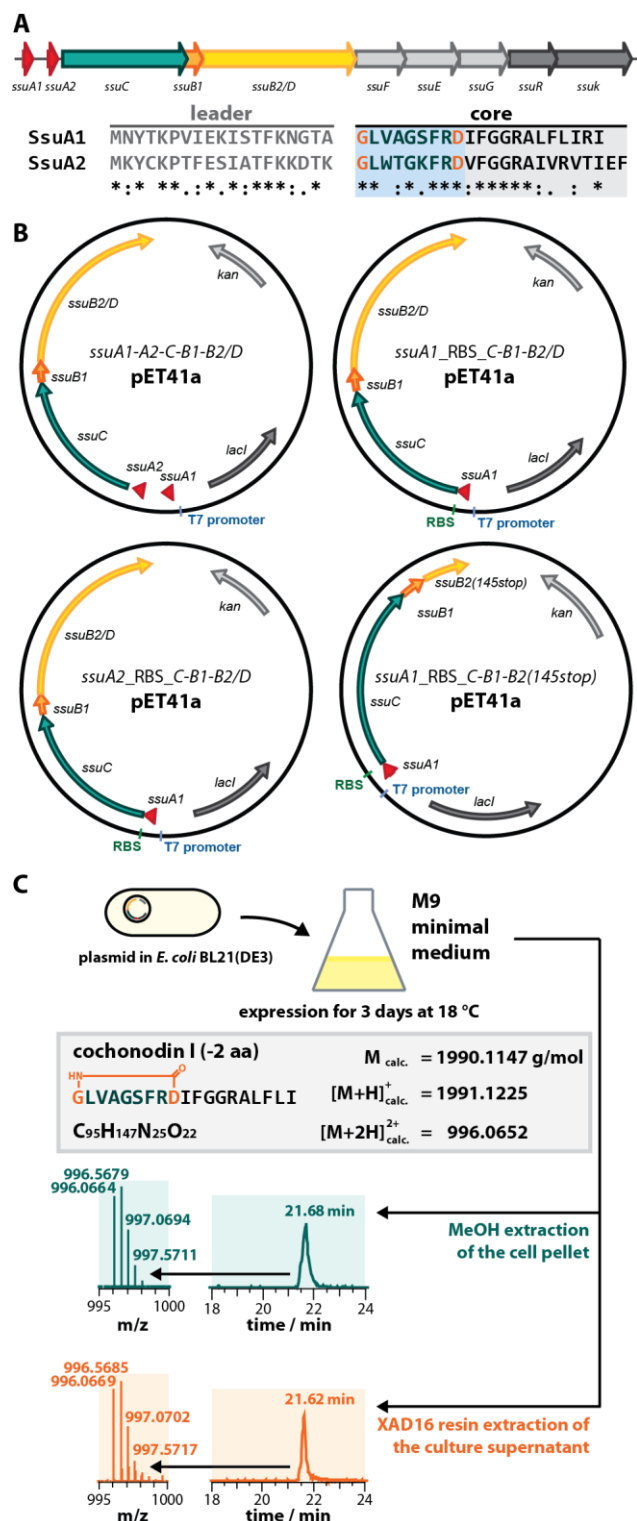 A
ssuA1 ssuA2 ssuC ssuB1 ssuB2/D ssuF ssuE ssuG ssuR ssuk
leader core
SsuA1 MNYTKPVIEKISTFKNGTA GLVAGSFRDIFGGRALFLIRI
SsuA2 MKYCKPTFESIATFKKDTK GLWTGKFRDVFGGRAIVRVTIEF
B
ssuB2/D
kan
ssuA1-A2-C-B1-B2/D
pET41a
ssuB1
ssuC
ssuA2
ssuA1
lacI
T7 promoter
ssuB2/D
kan
ssuA1_RBS_C-B1-B2/D
pET41a
ssuB1
ssuC
ssuA1
lacI
RBS
T7 promoter
ssuB2/D
kan
ssuA2_RBS_C-B1-B2/D
pET41a
ssuB1
ssuC
ssuA1
lacI
RBS
T7 promoter
ssuB2(145stop)
ssuB1
kan
ssuA1_RBS_C-B1-B2(145stop)
pET41a
ssuC
ssuA1
RBS
T7 promoter
lacI
C
plasmid in E. coli BL21(DE3)
M9
minimal
medium
expression for 3 days at 18 °C
cochonodin I (-2 aa)
HN O
GLVAGSFRDIFGGRALFLI
C95H147N25O22
M calc. = 1990.1147 g/mol
[M+H]+ calc. = 1991.1225
[M+2H]2+ calc. = 996.0652
996.5679
996.0664
997.0694
997.5711
995 1000
m/z
21.68 min
18 20 22 24
time / min
MeOH extraction
of the cell pellet
996.5685
996.0669
997.0702
997.5717
995 1000
m/z
21.62 min
18 20 22 24
time / min
XAD16 resin extraction of
the culture supernatant